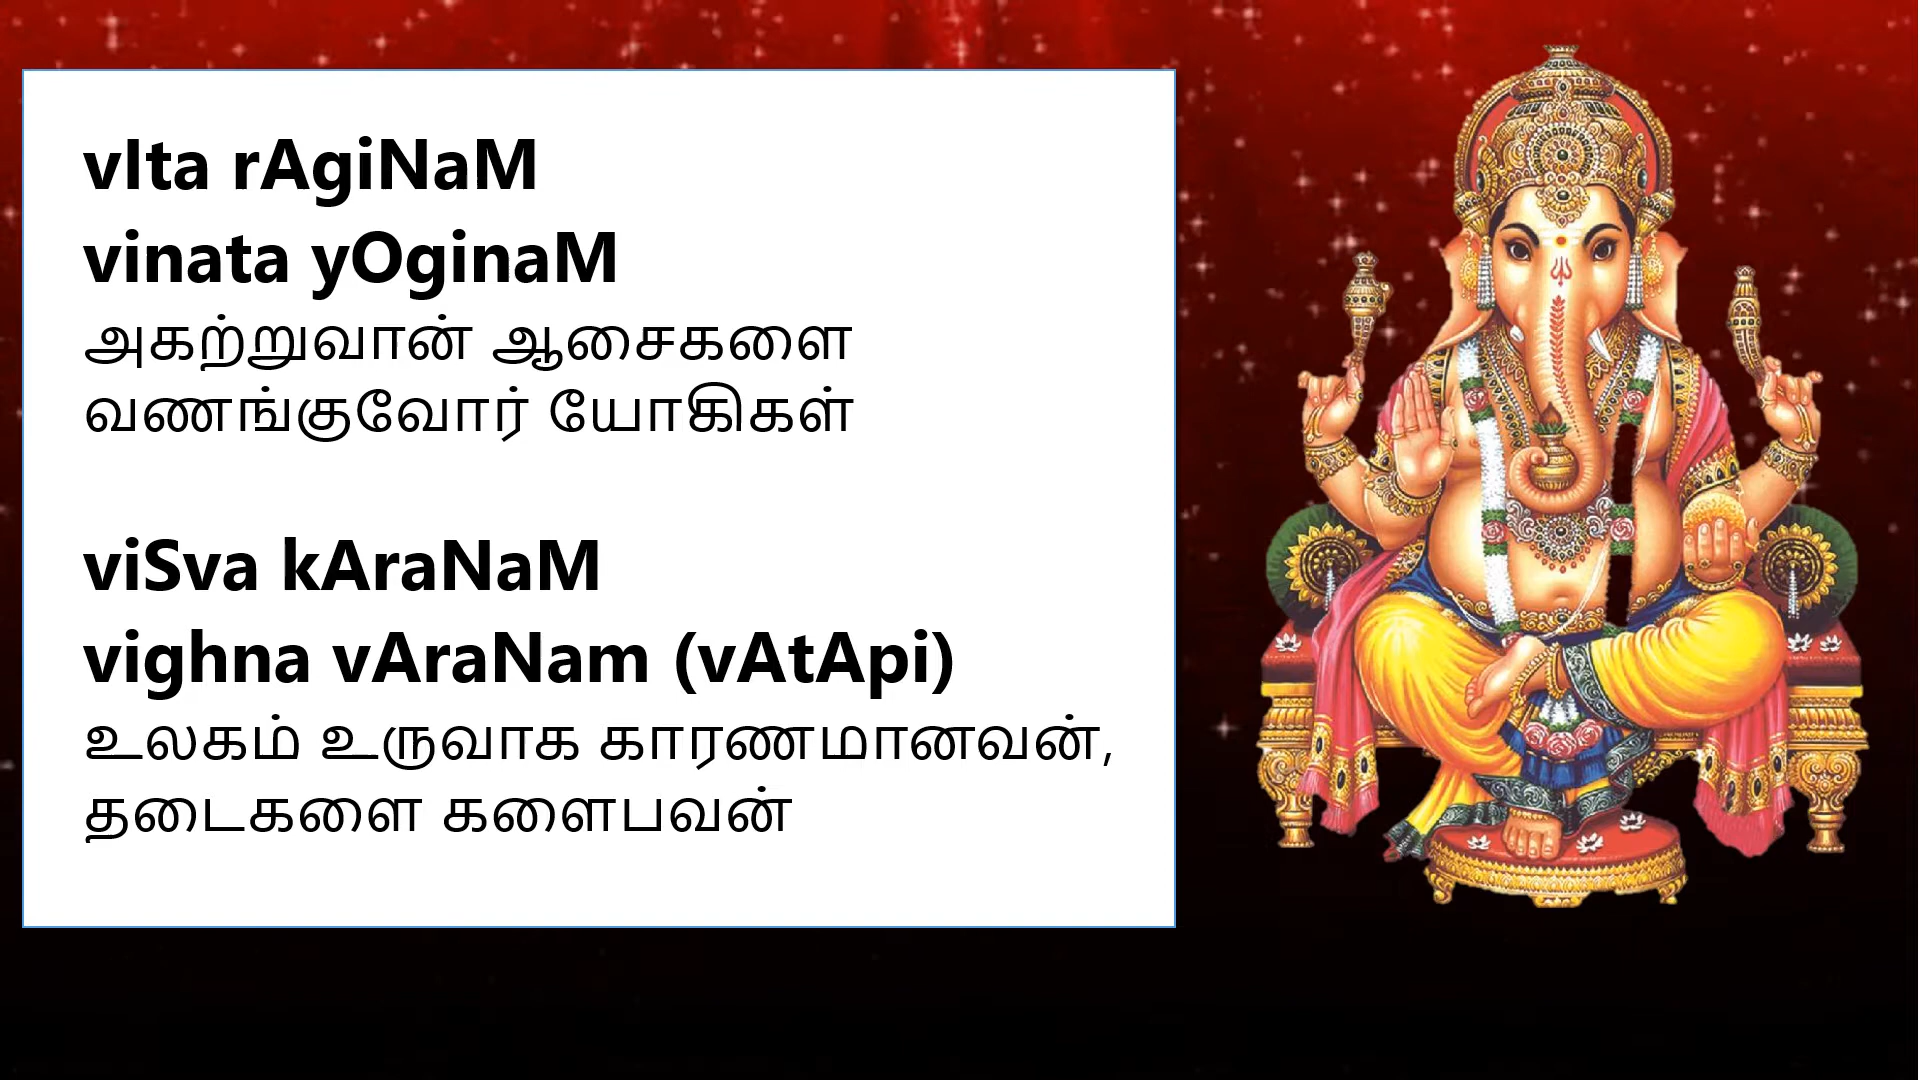 vIta rAgiNaM
vinata yOginaM
அகற்றுவான் ஆசைகளை
வணங்குவோர் யோகிகள்
viSva kAraNaM
vighna vAraNam (vAtApi)
உலகம் உருவாக காரணமானவன்,
தடைகளை களைபவன்